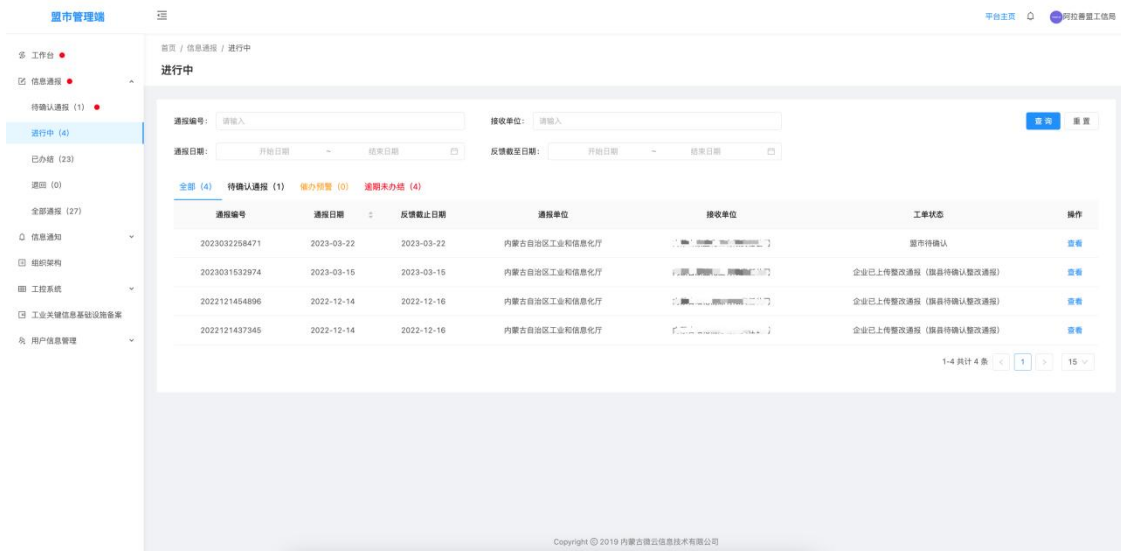 盟市管理端
平台主页 阿拉善盟工信局
工作台
信息通报
待确认通报（1）
进行中（4）
已办结（23）
退回（0）
全部通报（27）
信息通知
组织架构
工控系统
工业关键信息基础设施备案
用户信息管理
首页 / 信息通报 / 进行中
进行中
通报编号： 请输入 接收单位： 请输入 查 询 重 置
通报日期： 开始日期 ~ 结束日期 反馈截至日期： 开始日期 ~ 结束日期
全部（4） 待确认通报（1） 催办预警（0） 逾期未办结（4）
通报编号 通报日期 反馈截止日期 通报单位 接收单位 工单状态 操作
2023032258471 2023-03-22 2023-03-22 内蒙古自治区工业和信息化厅 盟市待确认 查看
2023031532974 2023-03-15 2023-03-15 内蒙古自治区工业和信息化厅 企业已上传整改通报（旗县待确认整改通报） 查看
2022121454896 2022-12-14 2022-12-16 内蒙古自治区工业和信息化厅 企业已上传整改通报（旗县待确认整改通报） 查看
2022121437345 2022-12-14 2022-12-16 内蒙古自治区工业和信息化厅 企业已上传整改通报（旗县待确认整改通报） 查看
1-4 共计 4 条 < 1 > 15
Copyright © 2019 内蒙古微云信息技术有限公司